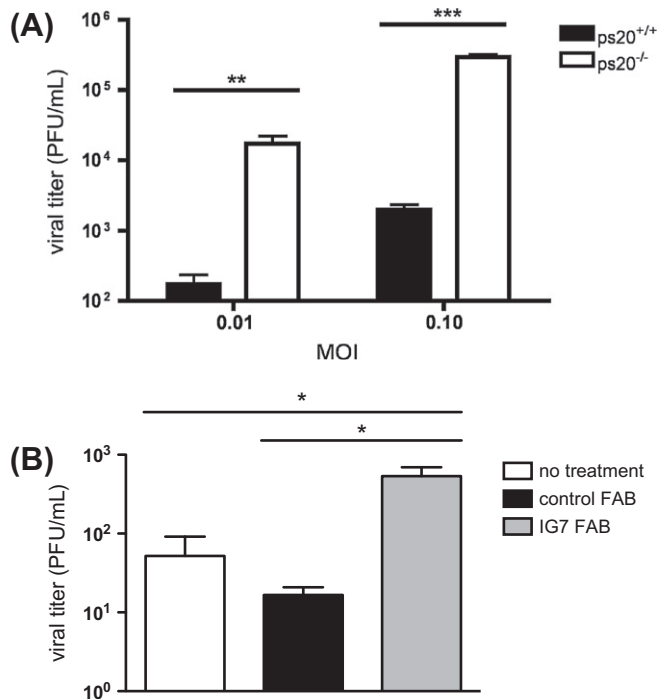 (A)
10⁶
10⁵
10⁴
10³
10²
viral titer (PFU/mL)
**
***
ps20+/+
ps20-/-
0.01
0.10
MOI
(B)
*
*
10³
10²
10¹
10⁰
viral titer (PFU/mL)
no treatment
control FAB
IG7 FAB